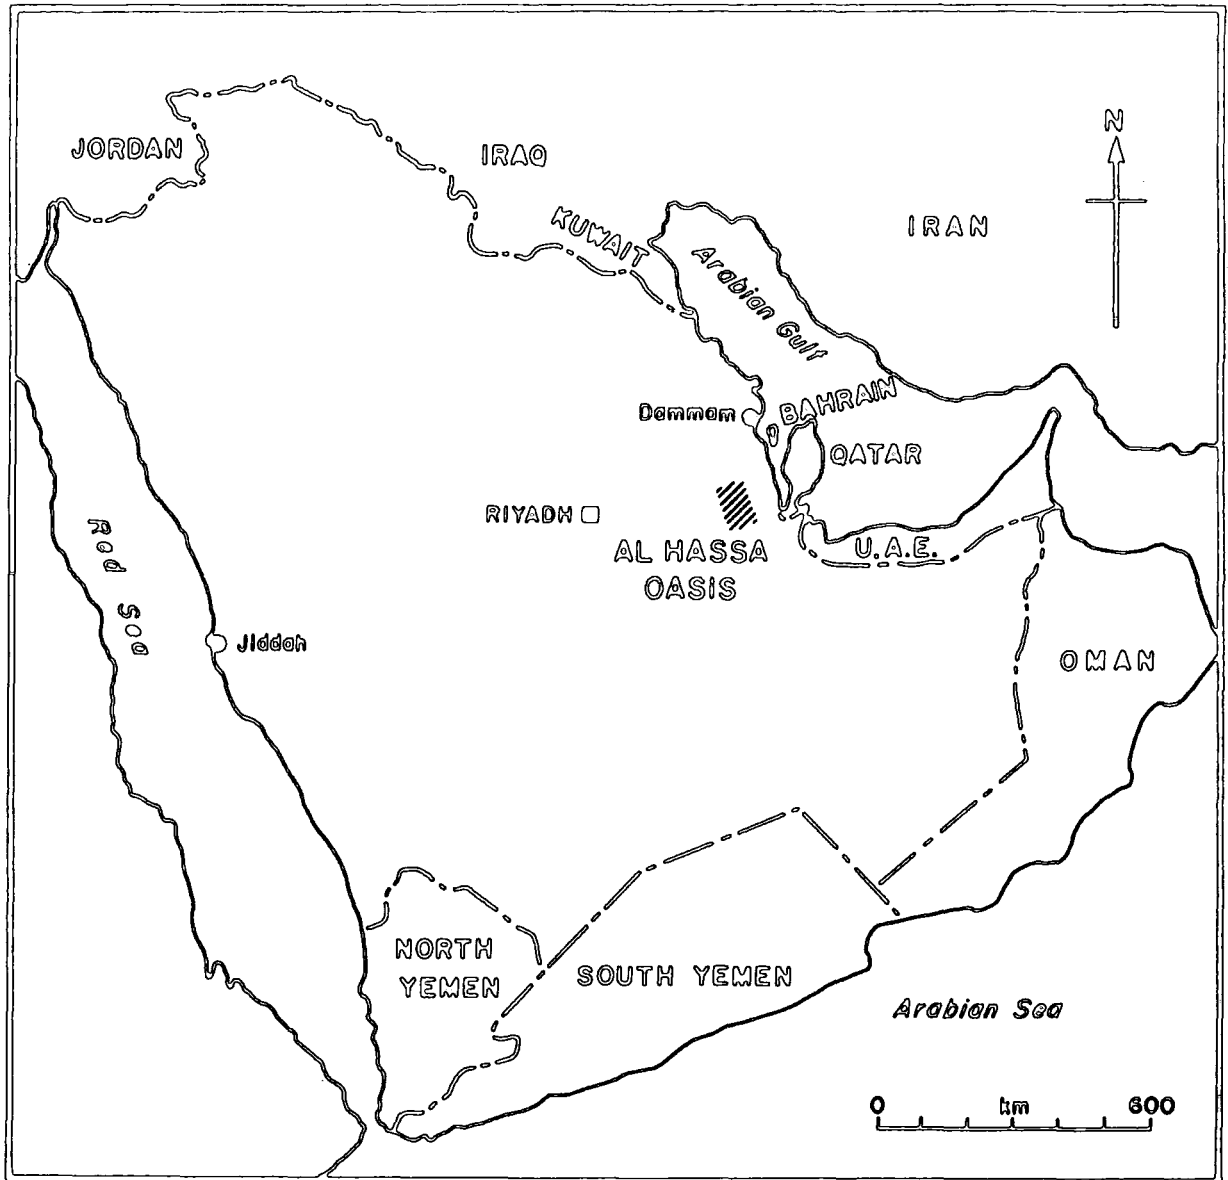 N
JORDAN
IRAQ
IRAN
KUWAIT
Arabian Gulf
Dammam
BAHRAIN
QATAR
RIYADH
AL HASSA
OASIS
U.A.E.
Red Sea
Jiddah
OMAN
NORTH
YEMEN
SOUTH YEMEN
Arabian Sea
0 km 600